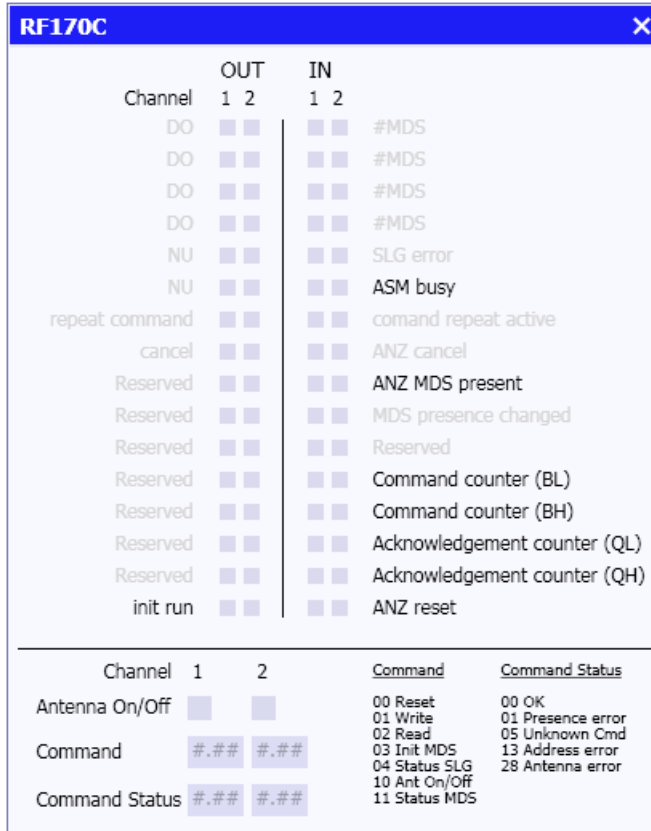 RF170C ×
OUT IN
Channel 1 2 1 2
DO #MDS
DO #MDS
DO #MDS
DO #MDS
NU SLG error
NU ASM busy
repeat command comand repeat active
cancel ANZ cancel
Reserved ANZ MDS present
Reserved MDS presence changed
Reserved Reserved
Reserved Command counter (BL)
Reserved Command counter (BH)
Reserved Acknowledgement counter (QL)
Reserved Acknowledgement counter (QH)
init run ANZ reset
Channel 1 2
Antenna On/Off
Command #.## #.##
Command Status #.## #.##
Command
00 Reset
01 Write
02 Read
03 Init MDS
04 Status SLG
10 Ant On/Off
11 Status MDS
Command Status
00 OK
01 Presence error
05 Unknown Cmd
13 Address error
28 Antenna error